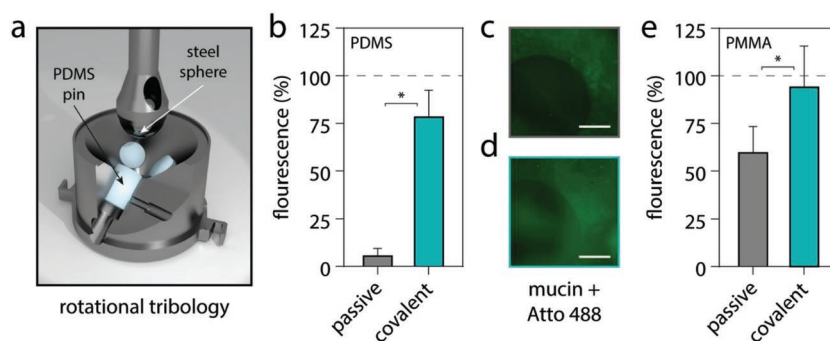 a
PDMS
pin
steel
sphere
rotational tribology
b
flourescence (%)
125
100
75
50
25
0
PDMS
*
passive
covalent
c
d
mucin +
Atto 488
e
flourescence (%)
125
100
75
50
25
0
PMMA
*
passive
covalent